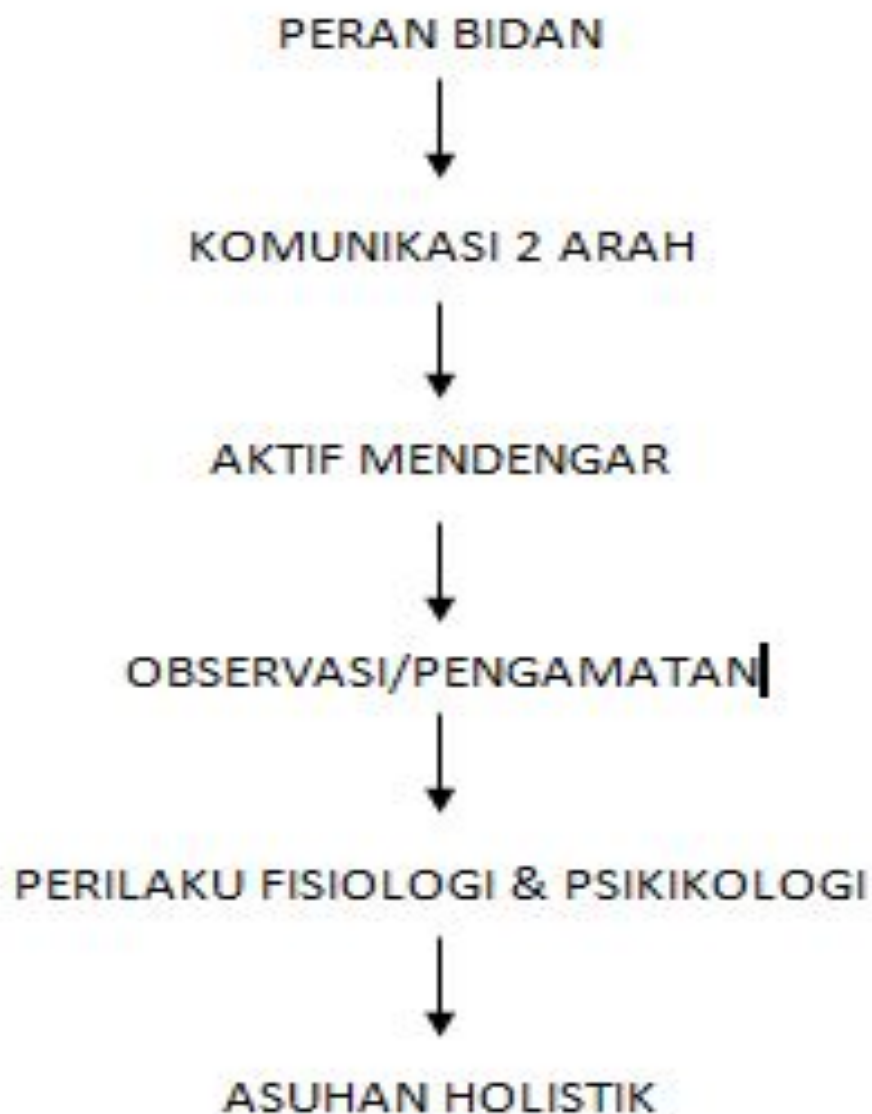 PERAN BIDAN
KOMUNIKASI 2 ARAH
AKTIF MENDENGAR
OBSERVASI/PENGAMATAN
PERILAKU FISIOLOGI & PSIKIKOLOGI
ASUHAN HOLISTIK